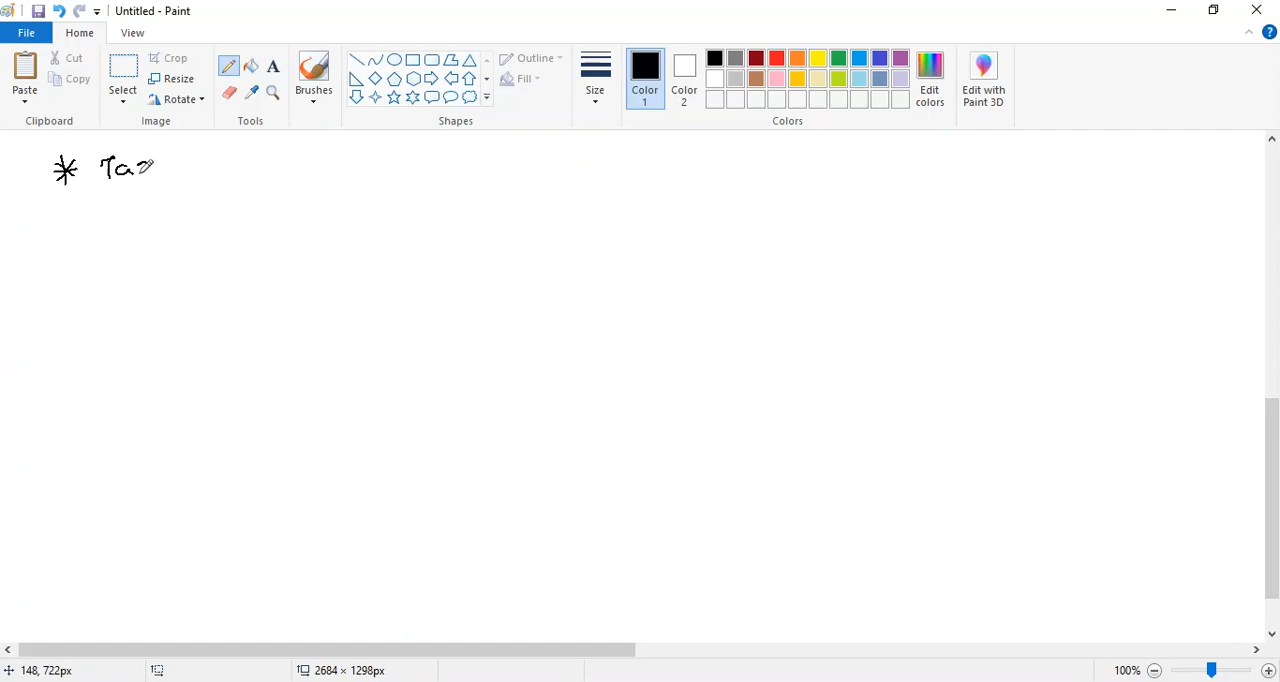 Untitled - Paint
File Home View
Paste Cut Copy Clipboard
Select Crop Resize Rotate Image
Tools
Brushes
Outline Fill Shapes
Size
Color 1 Color 2 Edit colors Colors
Edit with Paint 3D
* Ta
148, 722px 2684 × 1298px 100%